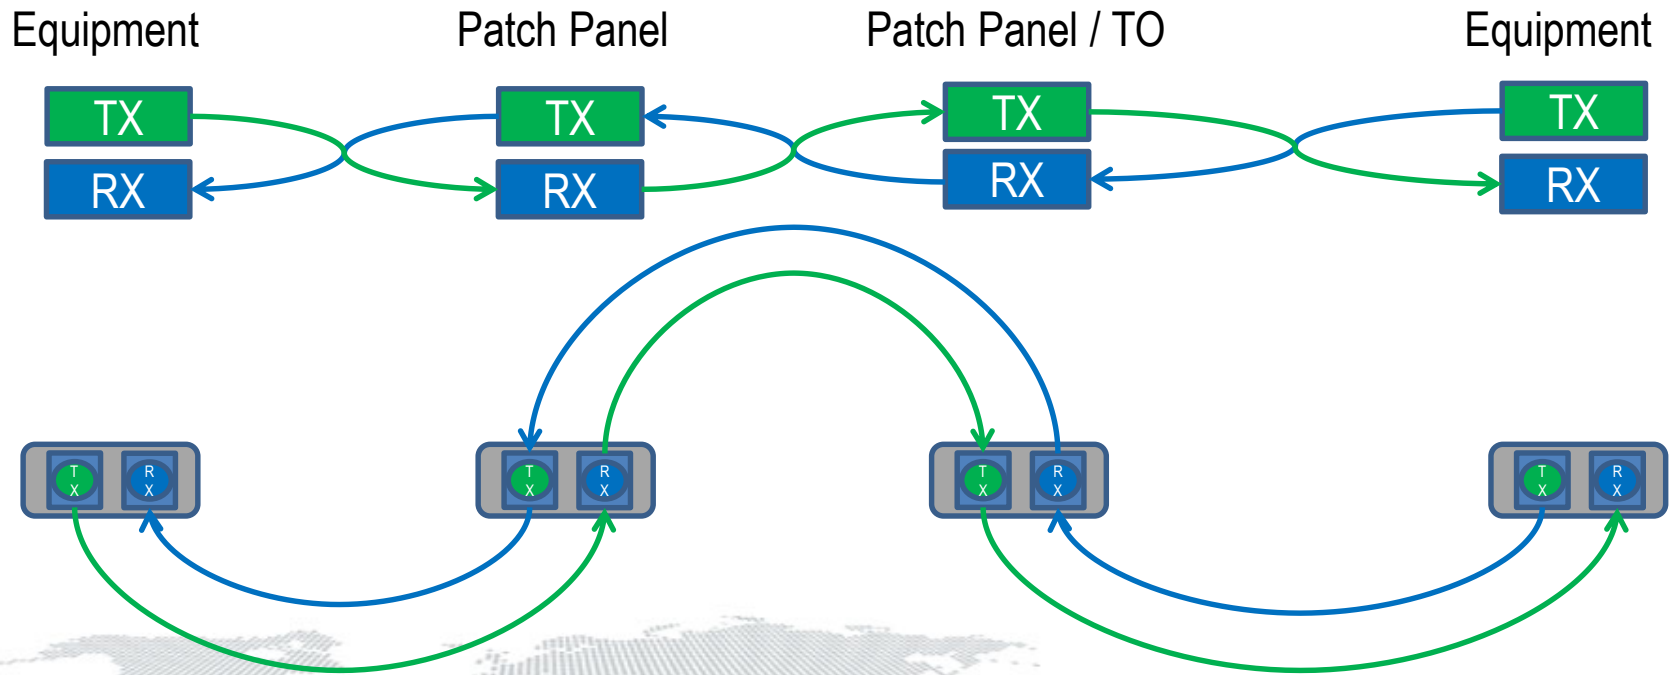 Equipment Patch Panel Patch Panel / TO Equipment
TX TX TX TX
RX RX RX RX
T R T R T R T R
X X X X X X X X